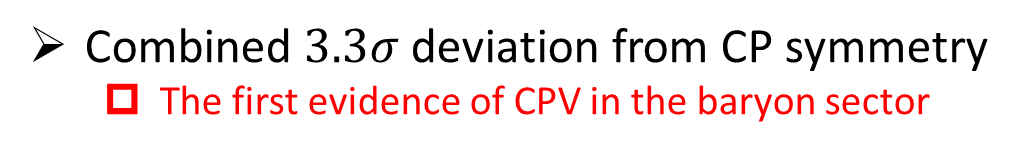 ➢ Combined 3.3σ deviation from CP symmetry
❑ The first evidence of CPV in the baryon sector